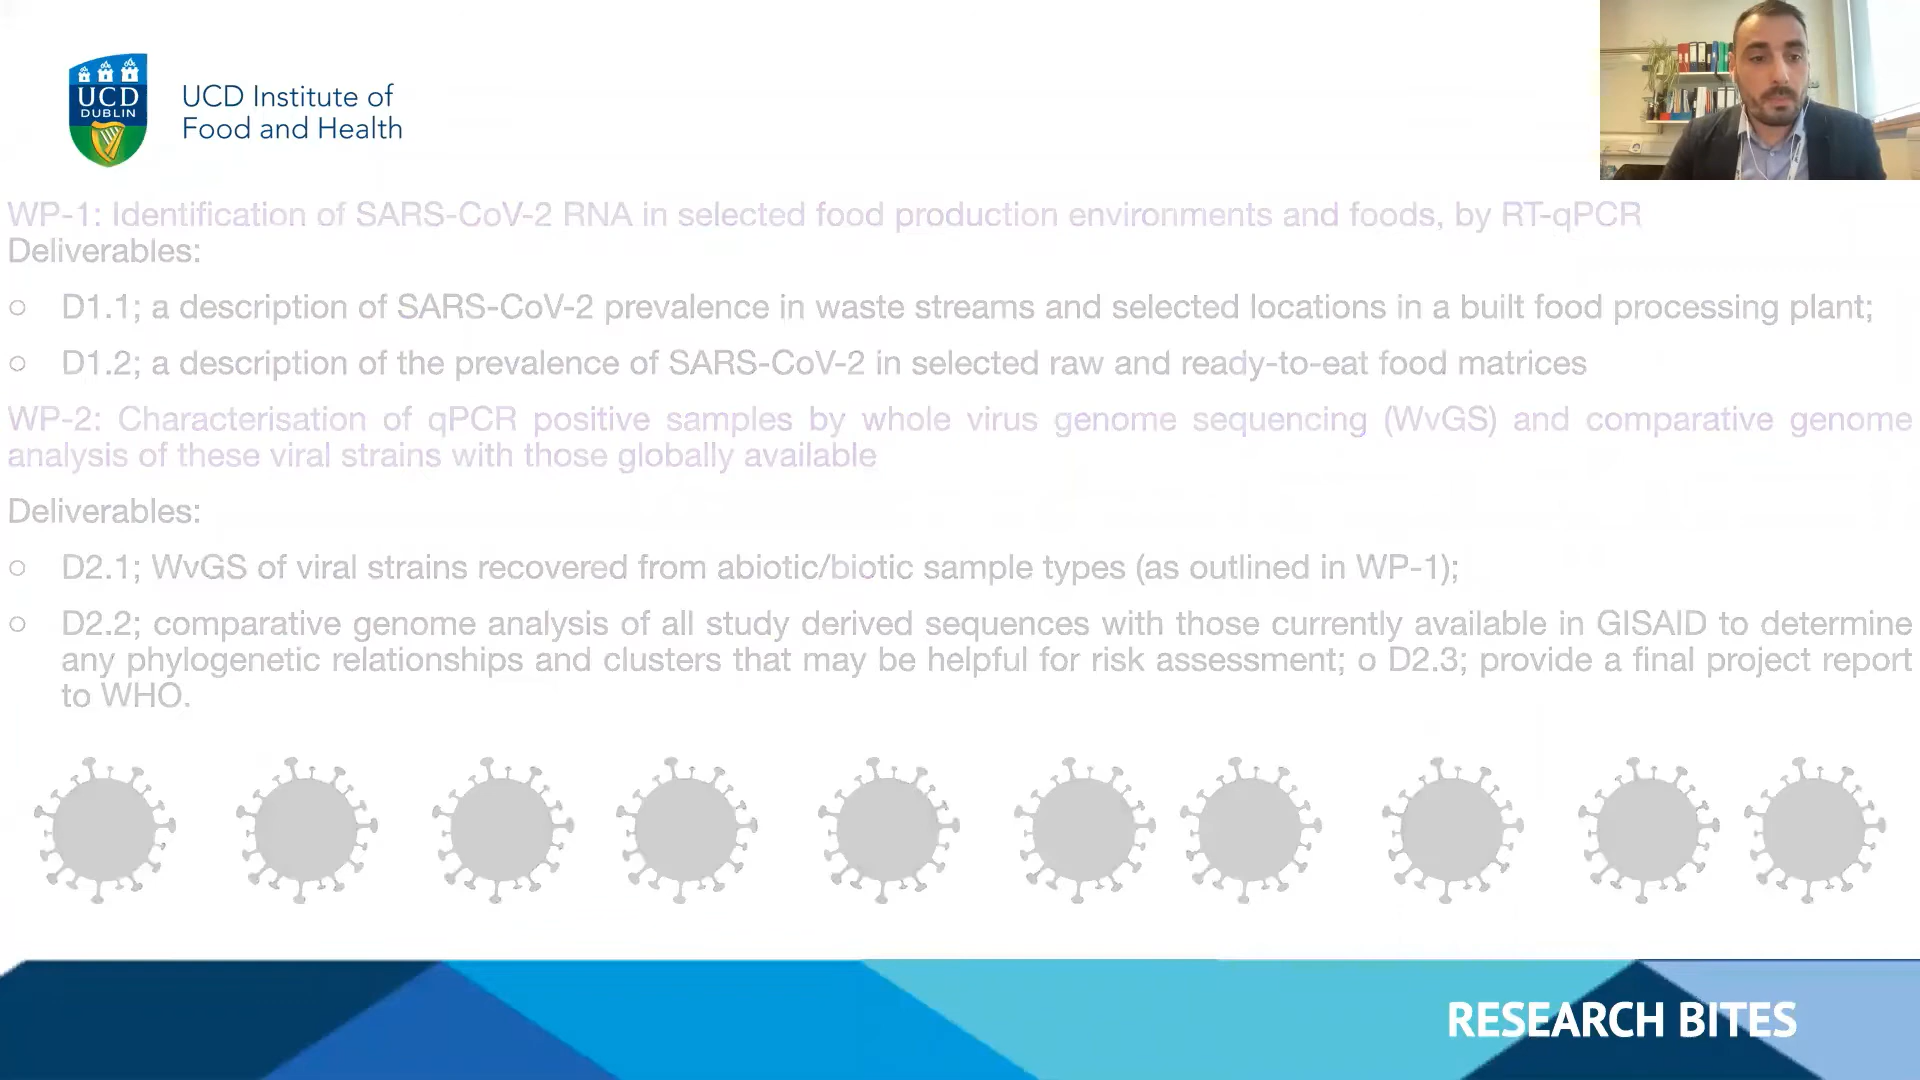 UCD
DUBLIN
UCD Institute of
Food and Health
WP-1: Identification of SARS-CoV-2 RNA in selected food production environments and foods, by RT-qPCR
Deliverables:
○ D1.1; a description of SARS-CoV-2 prevalence in waste streams and selected locations in a built food processing plant;
○ D1.2; a description of the prevalence of SARS-CoV-2 in selected raw and ready-to-eat food matrices
WP-2: Characterisation of qPCR positive samples by whole virus genome sequencing (WvGS) and comparative genome
analysis of these viral strains with those globally available
Deliverables:
○ D2.1; WvGS of viral strains recovered from abiotic/biotic sample types (as outlined in WP-1);
○ D2.2; comparative genome analysis of all study derived sequences with those currently available in GISAID to determine
any phylogenetic relationships and clusters that may be helpful for risk assessment; o D2.3; provide a final project report
to WHO.
RESEARCH BITES